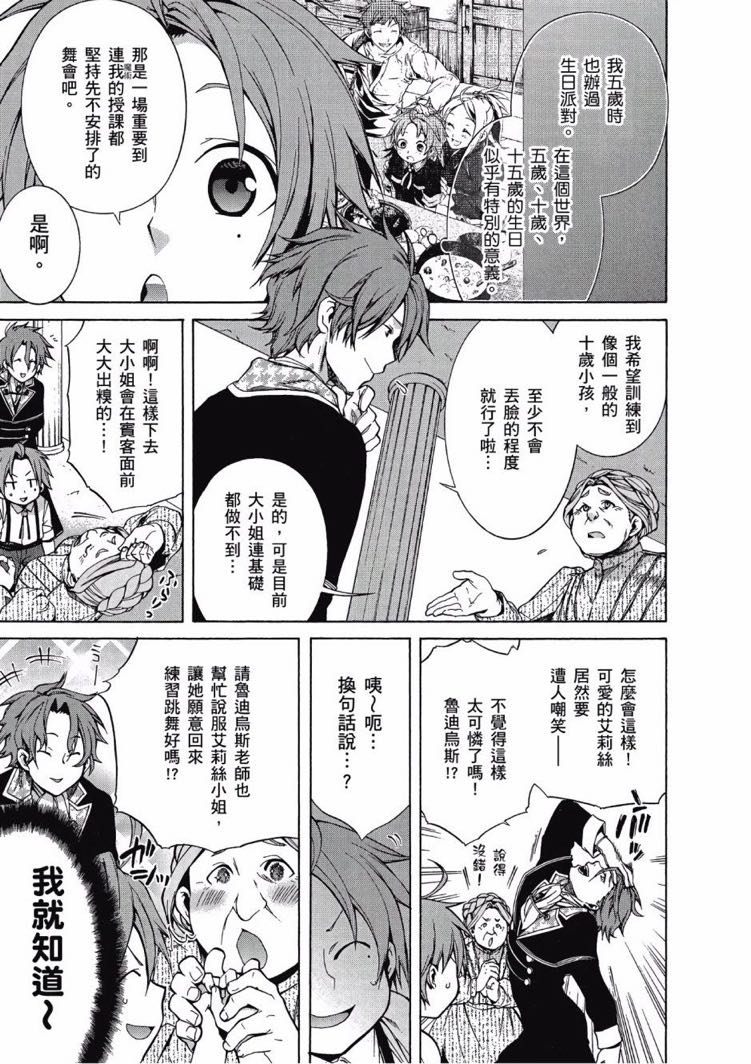 我五歲時
也辦過
生日派對。
在這個世界，
五歲、十歲、
十五歲的生日
似乎有特別的意義。
那是一場重要到
連我的授課都
魔術
堅持先不安排了的
舞會吧。
是啊。
我希望訓練到
像個一般的
十歲小孩，
至少不會
丟臉的程度
就行了啦…
是的，可是目前
大小姐連基礎
都做不到…
啊啊！這樣下去
大小姐會在賓客面前
大大出糗的…！
怎麼會這樣！
可愛的艾莉絲
居然要
遭人嘲笑——
不覺得這樣
太可憐了嗎！
魯迪烏斯!?
說得
沒錯！
咦～呃…
換句話說…？
請魯迪烏斯老師也
幫忙說服艾莉絲小姐，
讓她願意回來
練習跳舞好嗎!?
我就知道～